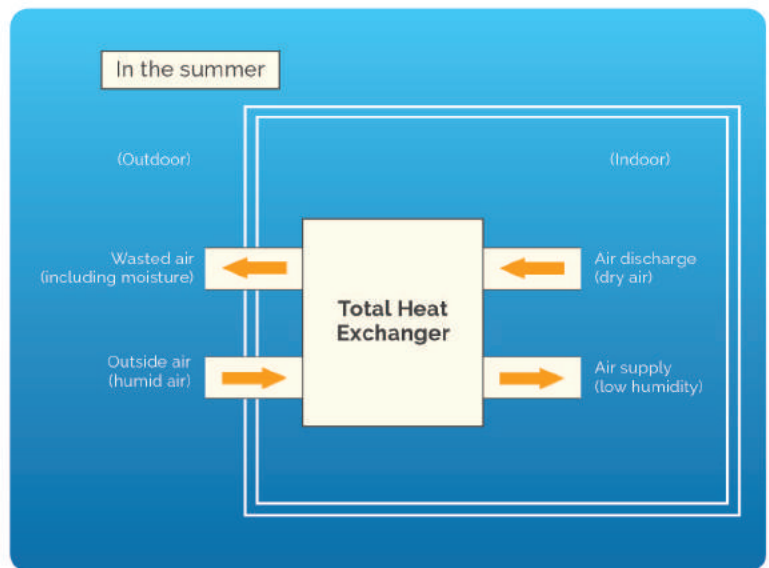 In the summer
(Outdoor)
(Indoor)
Wasted air
(including moisture)
Air discharge
(dry air)
Total Heat
Exchanger
Outside air
(humid air)
Air supply
(low humidity)